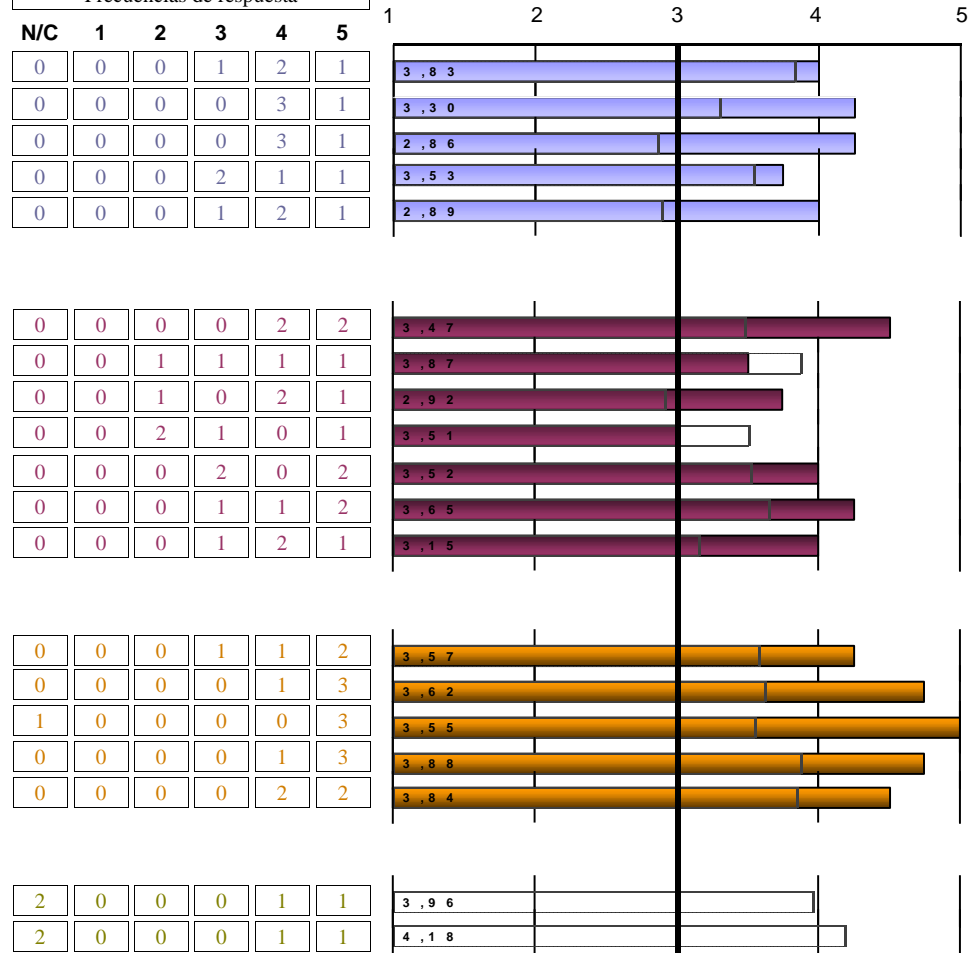 Frecuencias de respuesta
1 2 3 4 5
N/C 1 2 3 4 5
0 0 0 1 2 1 3,83
0 0 0 0 3 1 3,30
0 0 0 0 3 1 2,86
0 0 0 2 1 1 3,53
0 0 0 1 2 1 2,89
0 0 0 0 2 2 3,47
0 0 1 1 1 1 3,87
0 0 1 0 2 1 2,92
0 0 2 1 0 1 3,51
0 0 0 2 0 2 3,52
0 0 0 1 1 2 3,65
0 0 0 1 2 1 3,15
0 0 0 1 1 2 3,57
0 0 0 0 1 3 3,62
1 0 0 0 0 3 3,55
0 0 0 0 1 3 3,88
0 0 0 0 2 2 3,84
2 0 0 0 1 1 3,96
2 0 0 0 1 1 4,18